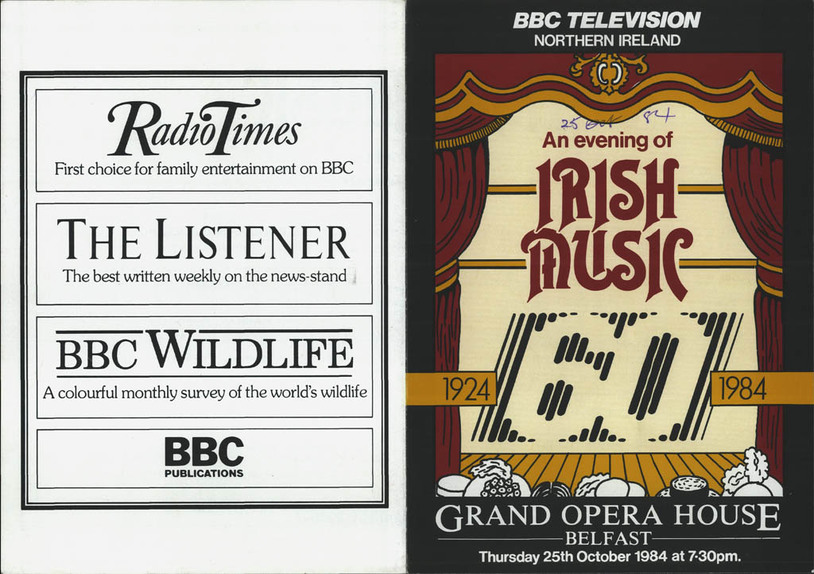 Radio Times
First choice for family entertainment on BBC
THE LISTENER
The best written weekly on the news-stand
BBC WILDLIFE
A colourful monthly survey of the world's wildlife
BBC
PUBLICATIONS
BBC TELEVISION
NORTHERN IRELAND
25 Oct 84
An evening of
IRISH
MUSIC
60
1924 1984
GRAND OPERA HOUSE
BELFAST
Thursday 25th October 1984 at 7·30pm.